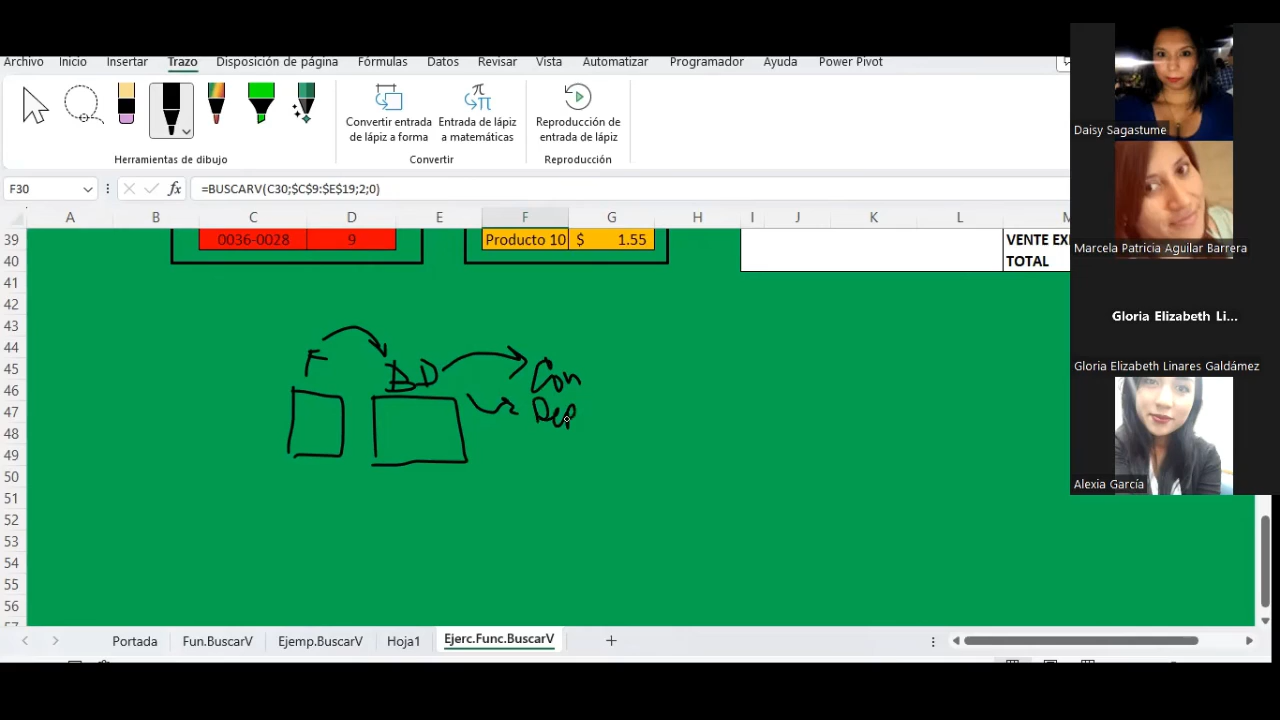 Archivo Inicio Insertar Trazo Disposición de página Fórmulas Datos Revisar Vista Automatizar Programador Ayuda Power Pivot
Convertir entrada de lápiz a forma
Entrada de lápiz a matemáticas
Reproducción de entrada de lápiz
Herramientas de dibujo
Convertir
Reproducción
F30
fx
=BUSCARV(C30;$C$9:$E$19;2;0)
A B C D E F G H I J K L M
39 0036-0028 9 Producto 10 $ 1.55
VENTE EX
40 TOTAL
41
42
43
44
45 F BD Con
46
47 Dep
48
49
50
51
52
53
54
55
56
Portada Fun.BuscarV Ejemp.BuscarV Hoja1 Ejerc.Func.BuscarV
Daisy Sagastume
Marcela Patricia Aguilar Barrera
Gloria Elizabeth Li...
Gloria Elizabeth Linares Galdámez
Alexia García